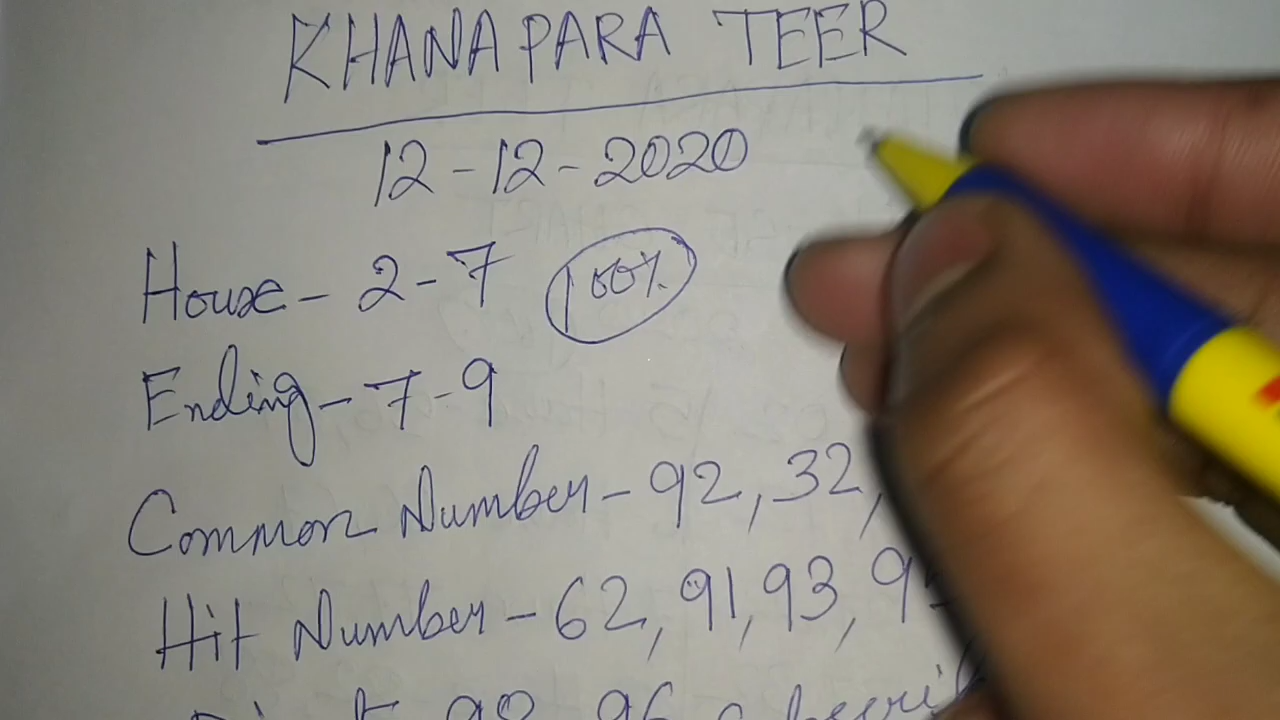 KHANAPARA TEER
12-12-2020
House - 2-7 100%
Ending - 7-9
Common Number - 92, 32,
Hit Number - 62, 91, 93,